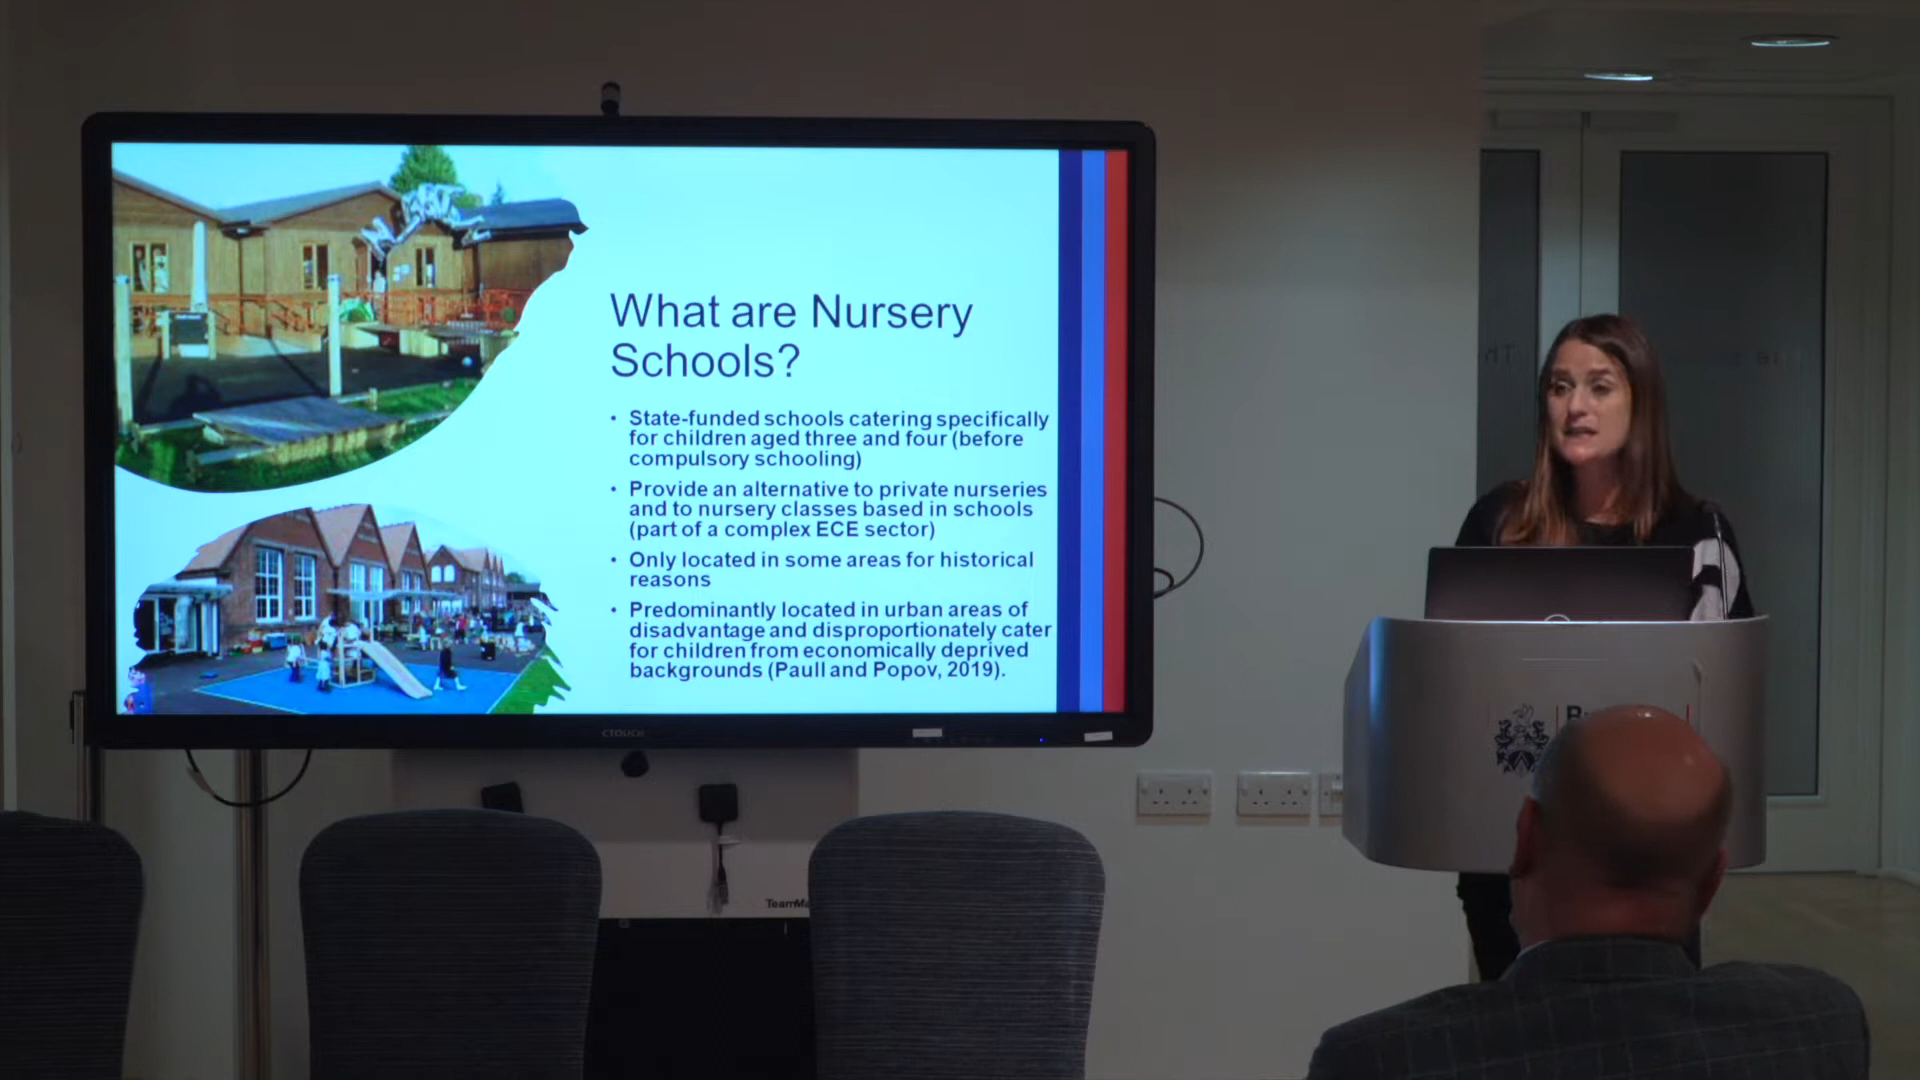 What are Nursery
Schools?
• State-funded schools catering specifically
for children aged three and four (before
compulsory schooling)
• Provide an alternative to private nurseries
and to nursery classes based in schools
(part of a complex ECE sector)
• Only located in some areas for historical
reasons
• Predominantly located in urban areas of
disadvantage and disproportionately cater
for children from economically deprived
backgrounds (Paull and Popov, 2019).
CTOUCH